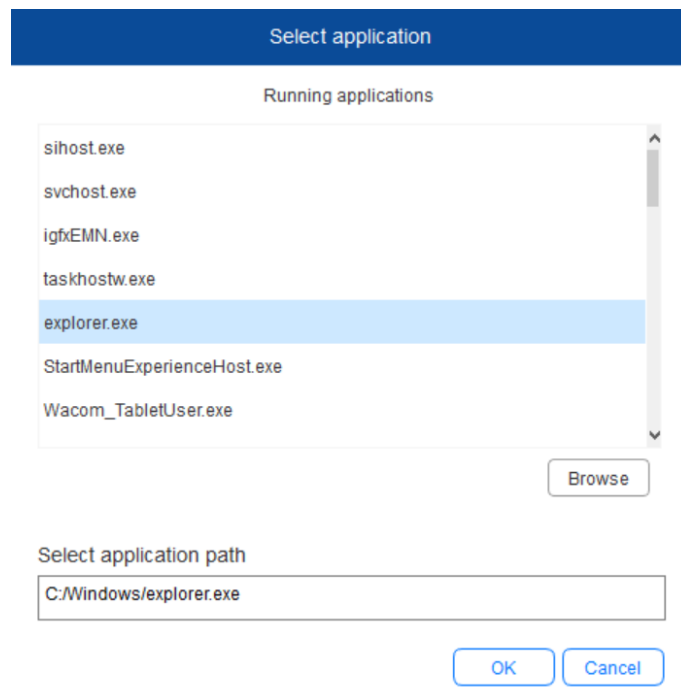 Select application
Running applications
sihost.exe
svchost.exe
igfxEMN.exe
taskhostw.exe
explorer.exe
StartMenuExperienceHost.exe
Wacom_TabletUser.exe
Browse
Select application path
C:/Windows/explorer.exe
OK Cancel